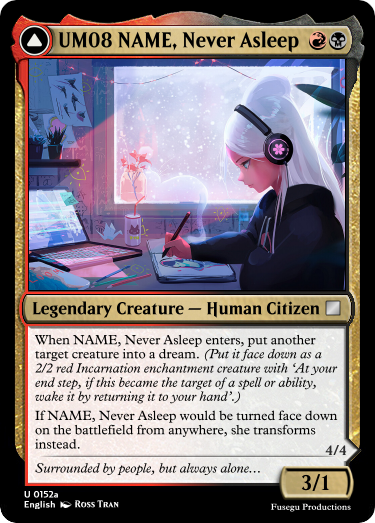 UM08 NAME, Never Asleep
Legendary Creature — Human Citizen
When NAME, Never Asleep enters, put another
target creature into a dream. (Put it face down as a
2/2 red Incarnation enchantment creature with ‘At your
end step, if this became the target of a spell or ability,
wake it by returning it to your hand’.)
If NAME, Never Asleep would be turned face down
on the battlefield from anywhere, she transforms
instead.
4/4
Surrounded by people, but always alone…
3/1
U 0152a
English Ross Tran
Fusegu Productions